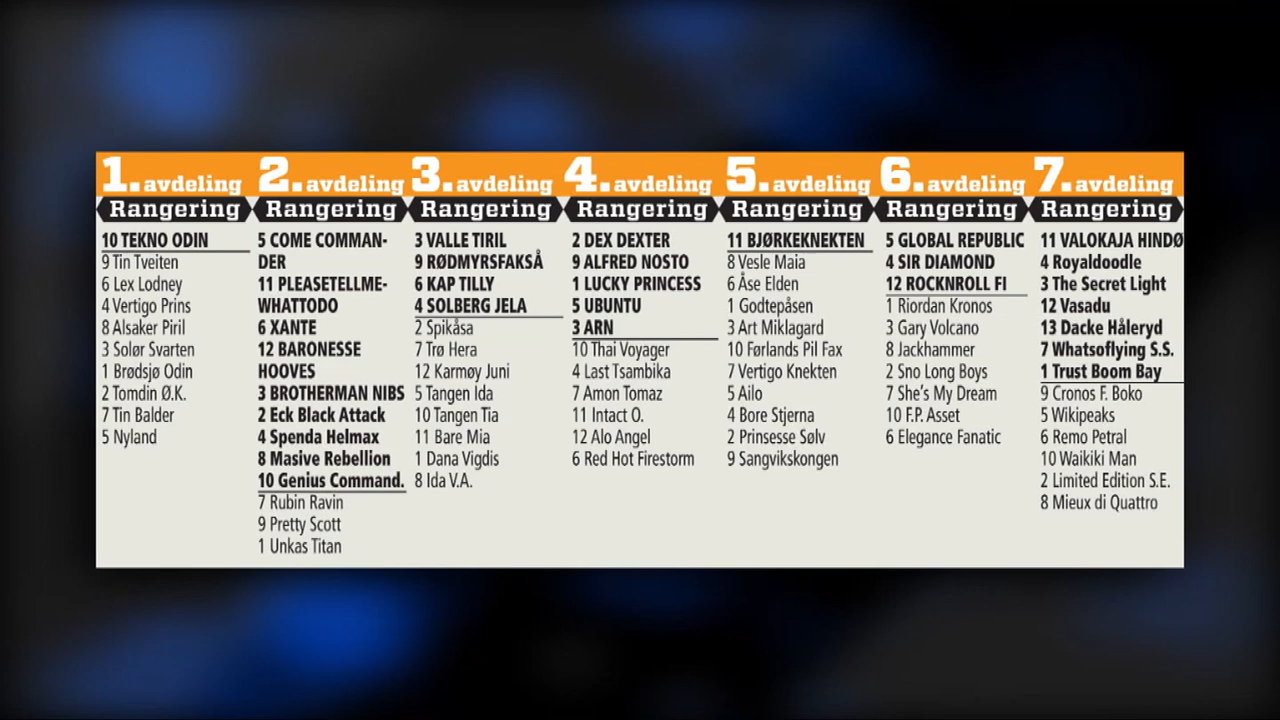 1. avdeling
Rangering
10 TEKNO ODIN
9 Tin Tveiten
6 Lex Lodney
4 Vertigo Prins
8 Alsaker Piril
3 Solør Svarten
1 Brødsjø Odin
2 Tomdin Ø.K.
7 Tin Balder
5 Nyland
2. avdeling
Rangering
5 COME COMMAN-
DER
11 PLEASETELLME-
WHATTODO
6 XANTE
12 BARONESSE
HOOVES
3 BROTHERMAN NIBS
2 Eck Black Attack
4 Spenda Helmax
8 Masive Rebellion
10 Genius Command.
7 Rubin Ravin
9 Pretty Scott
1 Unkas Titan
3. avdeling
Rangering
3 VALLE TIRIL
9 RØDMYRSFAKSÅ
6 KAP TILLY
4 SOLBERG JELA
2 Spikåsa
7 Trø Hera
12 Karmøy Juni
5 Tangen Ida
10 Tangen Tia
11 Bare Mia
1 Dana Vigdis
8 Ida V.A.
4. avdeling
Rangering
2 DEX DEXTER
9 ALFRED NOSTO
1 LUCKY PRINCESS
5 UBUNTU
3 ARN
10 Thai Voyager
4 Last Tsambika
7 Amon Tomaz
11 Intact O.
12 Alo Angel
6 Red Hot Firestorm
5. avdeling
Rangering
11 BJØRKEKNEKTEN
8 Vesle Maia
6 Åse Elden
1 Godtepåsen
3 Art Miklagard
10 Førlands Pil Fax
7 Vertigo Knekten
5 Ailo
4 Bore Stjerna
2 Prinsesse Sølv
9 Sangvikskongen
6. avdeling
Rangering
5 GLOBAL REPUBLIC
4 SIR DIAMOND
12 ROCKNROLL FI
1 Riordan Kronos
3 Gary Volcano
8 Jackhammer
2 Sno Long Boys
7 She's My Dream
10 F.P. Asset
6 Elegance Fanatic
7. avdeling
Rangering
11 VALOKAJA HINDØ
4 Royaldoodle
3 The Secret Light
12 Vasadu
13 Dacke Håleryd
7 Whatsoflying S.S.
1 Trust Boom Bay
9 Cronos F. Boko
5 Wikipeaks
6 Remo Petral
10 Waikiki Man
2 Limited Edition S.E.
8 Mieux di Quattro